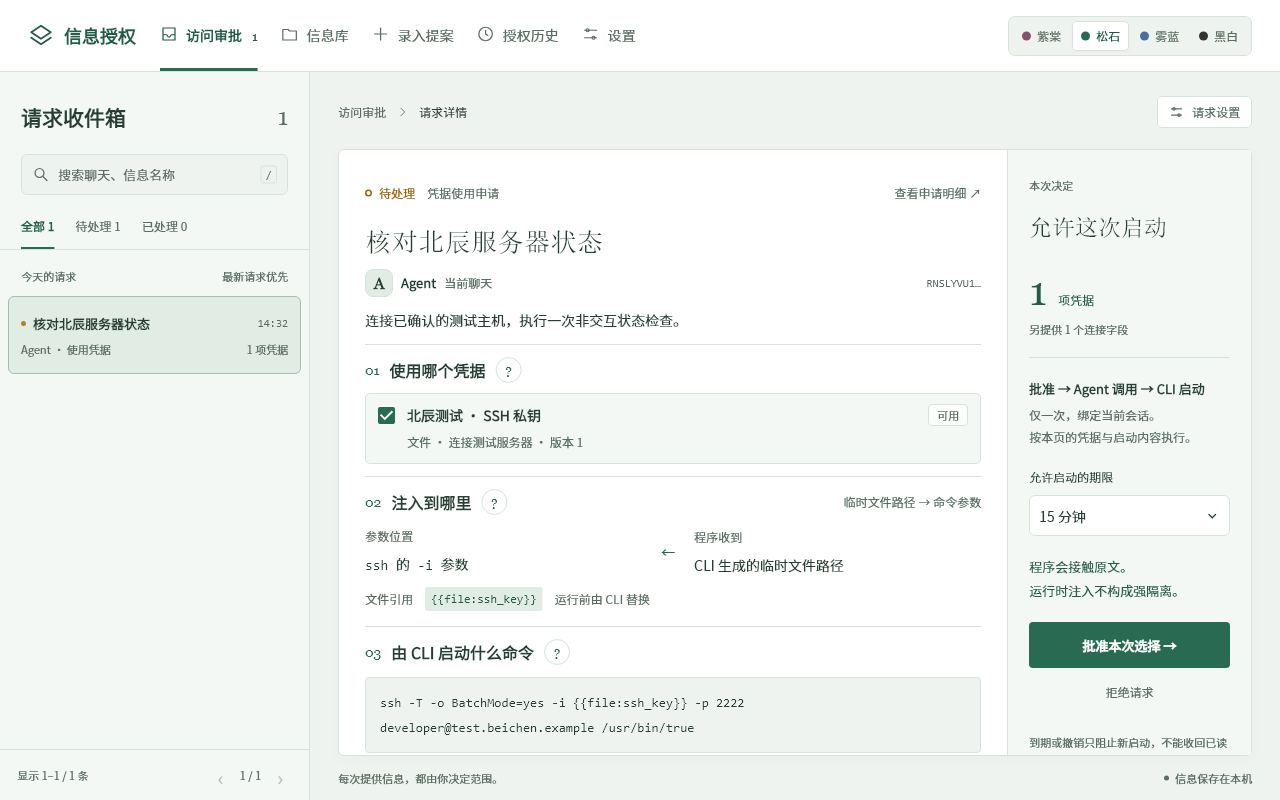 信息授权
访问审批 1
信息库
录入提案
授权历史
设置
紫棠
松石
雾蓝
黑白
请求收件箱 1
搜索聊天、信息名称 /
全部 1 待处理 1 已处理 0
今天的请求 最新请求优先
核对北辰服务器状态 14:32
Agent · 使用凭据 1 项凭据
显示 1–1 / 1 条 ‹ 1 / 1 ›
访问审批 > 请求详情
请求设置
待处理 凭据使用申请 查看申请明细 ↗
核对北辰服务器状态
A Agent 当前聊天 RNSLYVU1…
连接已确认的测试主机，执行一次非交互状态检查。
01 使用哪个凭据 ?
北辰测试 · SSH 私钥 可用
文件 · 连接测试服务器 · 版本 1
02 注入到哪里 ? 临时文件路径 → 命令参数
参数位置
ssh 的 -i 参数
←
程序收到
CLI 生成的临时文件路径
文件引用 {{file:ssh_key}} 运行前由 CLI 替换
03 由 CLI 启动什么命令 ?
ssh -T -o BatchMode=yes -i {{file:ssh_key}} -p 2222
developer@test.beichen.example /usr/bin/true
本次决定
允许这次启动
1 项凭据
另提供 1 个连接字段
批准 → Agent 调用 → CLI 启动
仅一次，绑定当前会话。
按本页的凭据与启动内容执行。
允许启动的期限
15 分钟
程序会接触原文。
运行时注入不构成强隔离。
批准本次选择 →
拒绝请求
到期或撤销只阻止新启动，不能收回已读
每次提供信息，都由你决定范围。
信息保存在本机